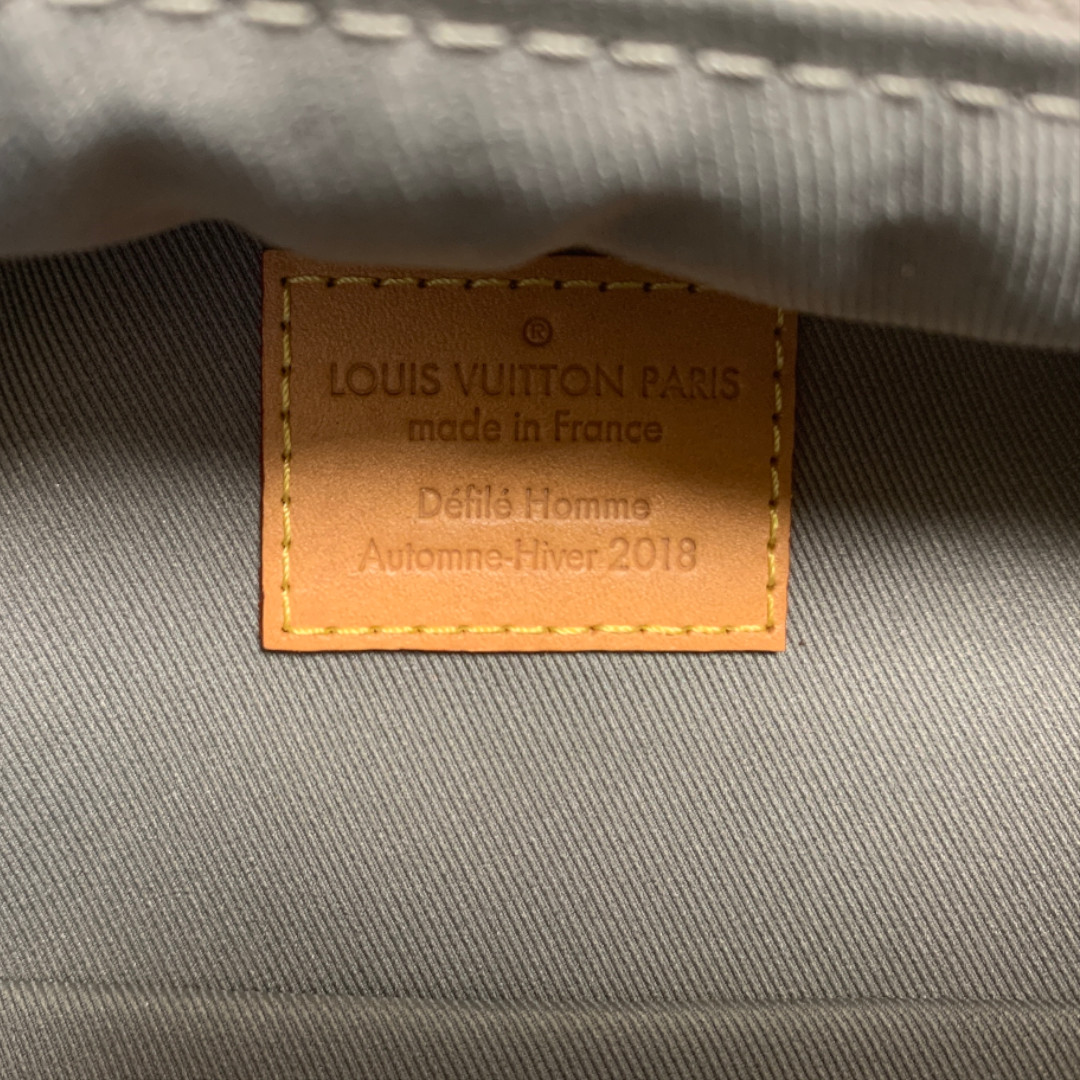 ®
LOUIS VUITTON PARIS
made in France
Défilé Homme
Automne-Hiver 2018